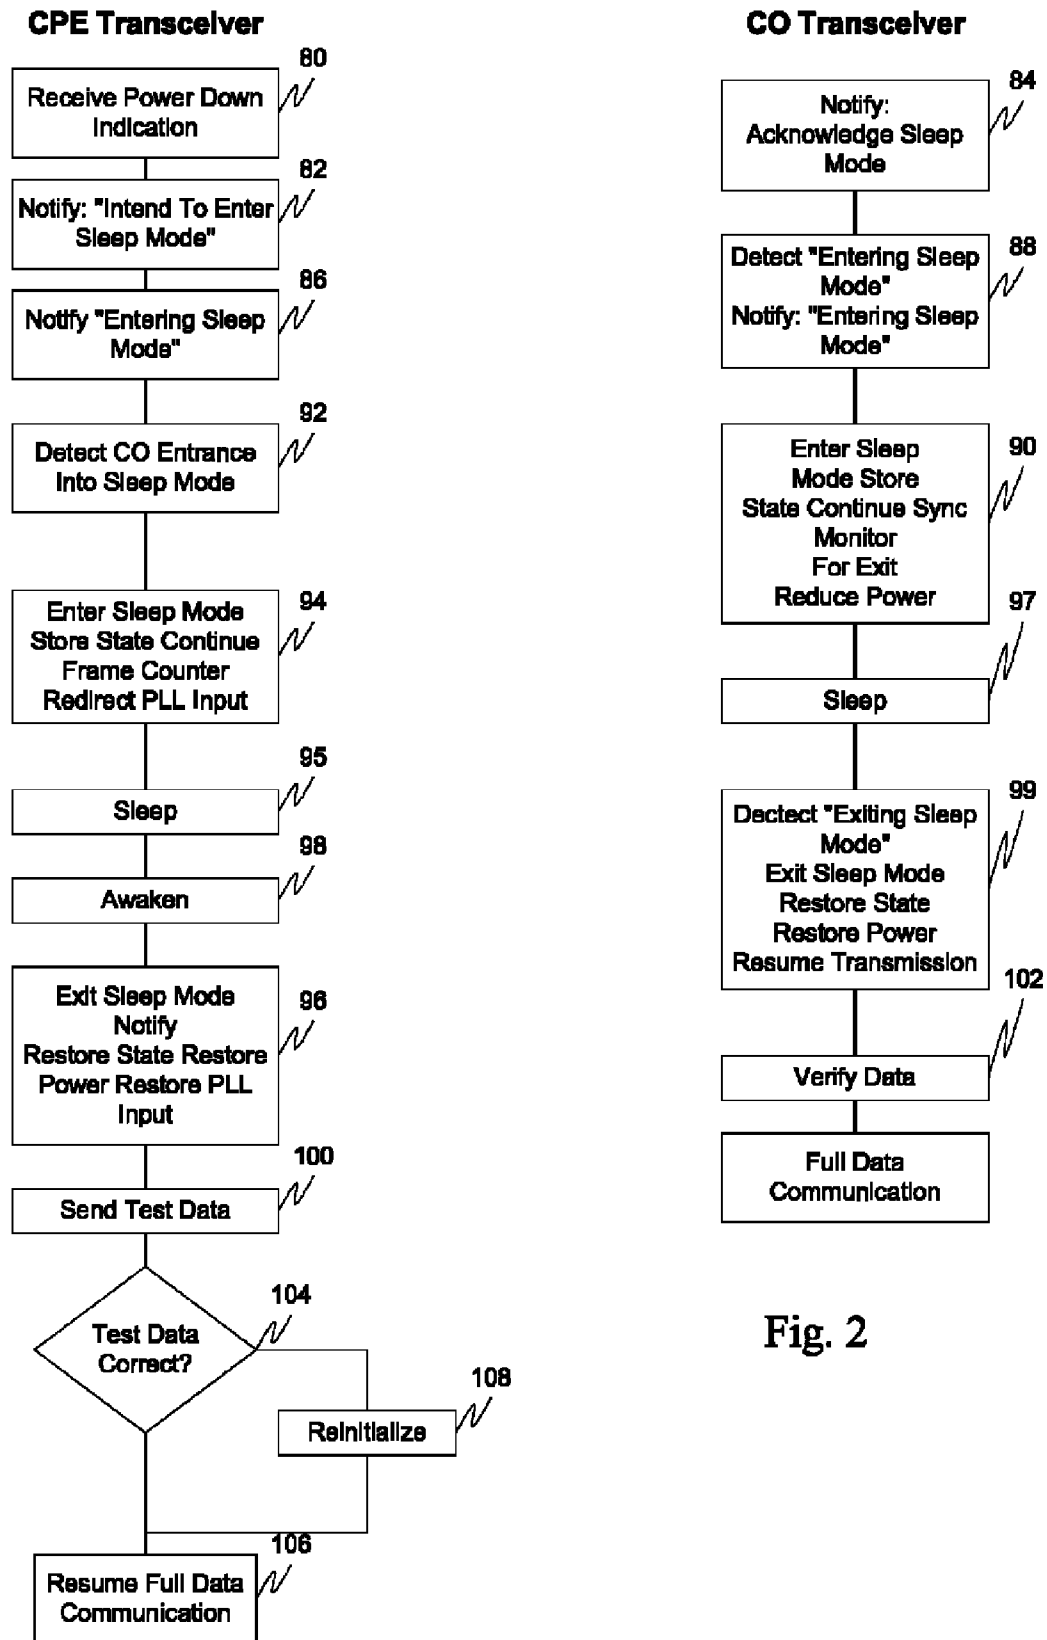 CPE Transceiver
80
Receive Power Down
Indication
82
Notify: "Intend To Enter
Sleep Mode"
86
Notify "Entering Sleep
Mode"
92
Detect CO Entrance
Into Sleep Mode
94
Enter Sleep Mode
Store State Continue
Frame Counter
Redirect PLL Input
95
Sleep
98
Awaken
96
Exit Sleep Mode
Notify
Restore State Restore
Power Restore PLL
Input
100
Send Test Data
104
Test Data
Correct?
108
Reinitialize
106
Resume Full Data
Communication
CO Transceiver
84
Notify:
Acknowledge Sleep
Mode
88
Detect "Entering Sleep
Mode"
Notify: "Entering Sleep
Mode"
90
Enter Sleep
Mode Store
State Continue Sync
Monitor
For Exit
Reduce Power
97
Sleep
99
Dectect "Exiting Sleep
Mode"
Exit Sleep Mode
Restore State
Restore Power
Resume Transmission
102
Verify Data
Full Data
Communication
Fig. 2